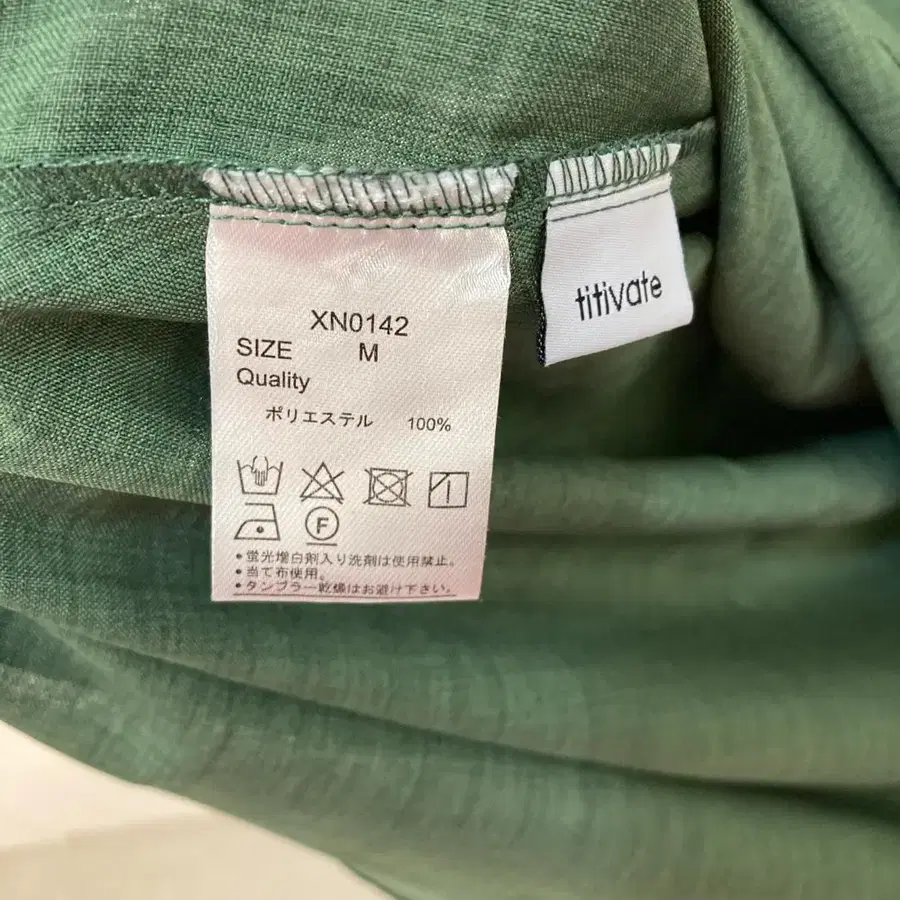 XN0142
SIZE M
Quality
ポリエステル 100%
F
•蛍光増白剤入り洗剤は使用禁止。
•当て布使用。
•タンブラー乾燥はお避け下さい。
titivate